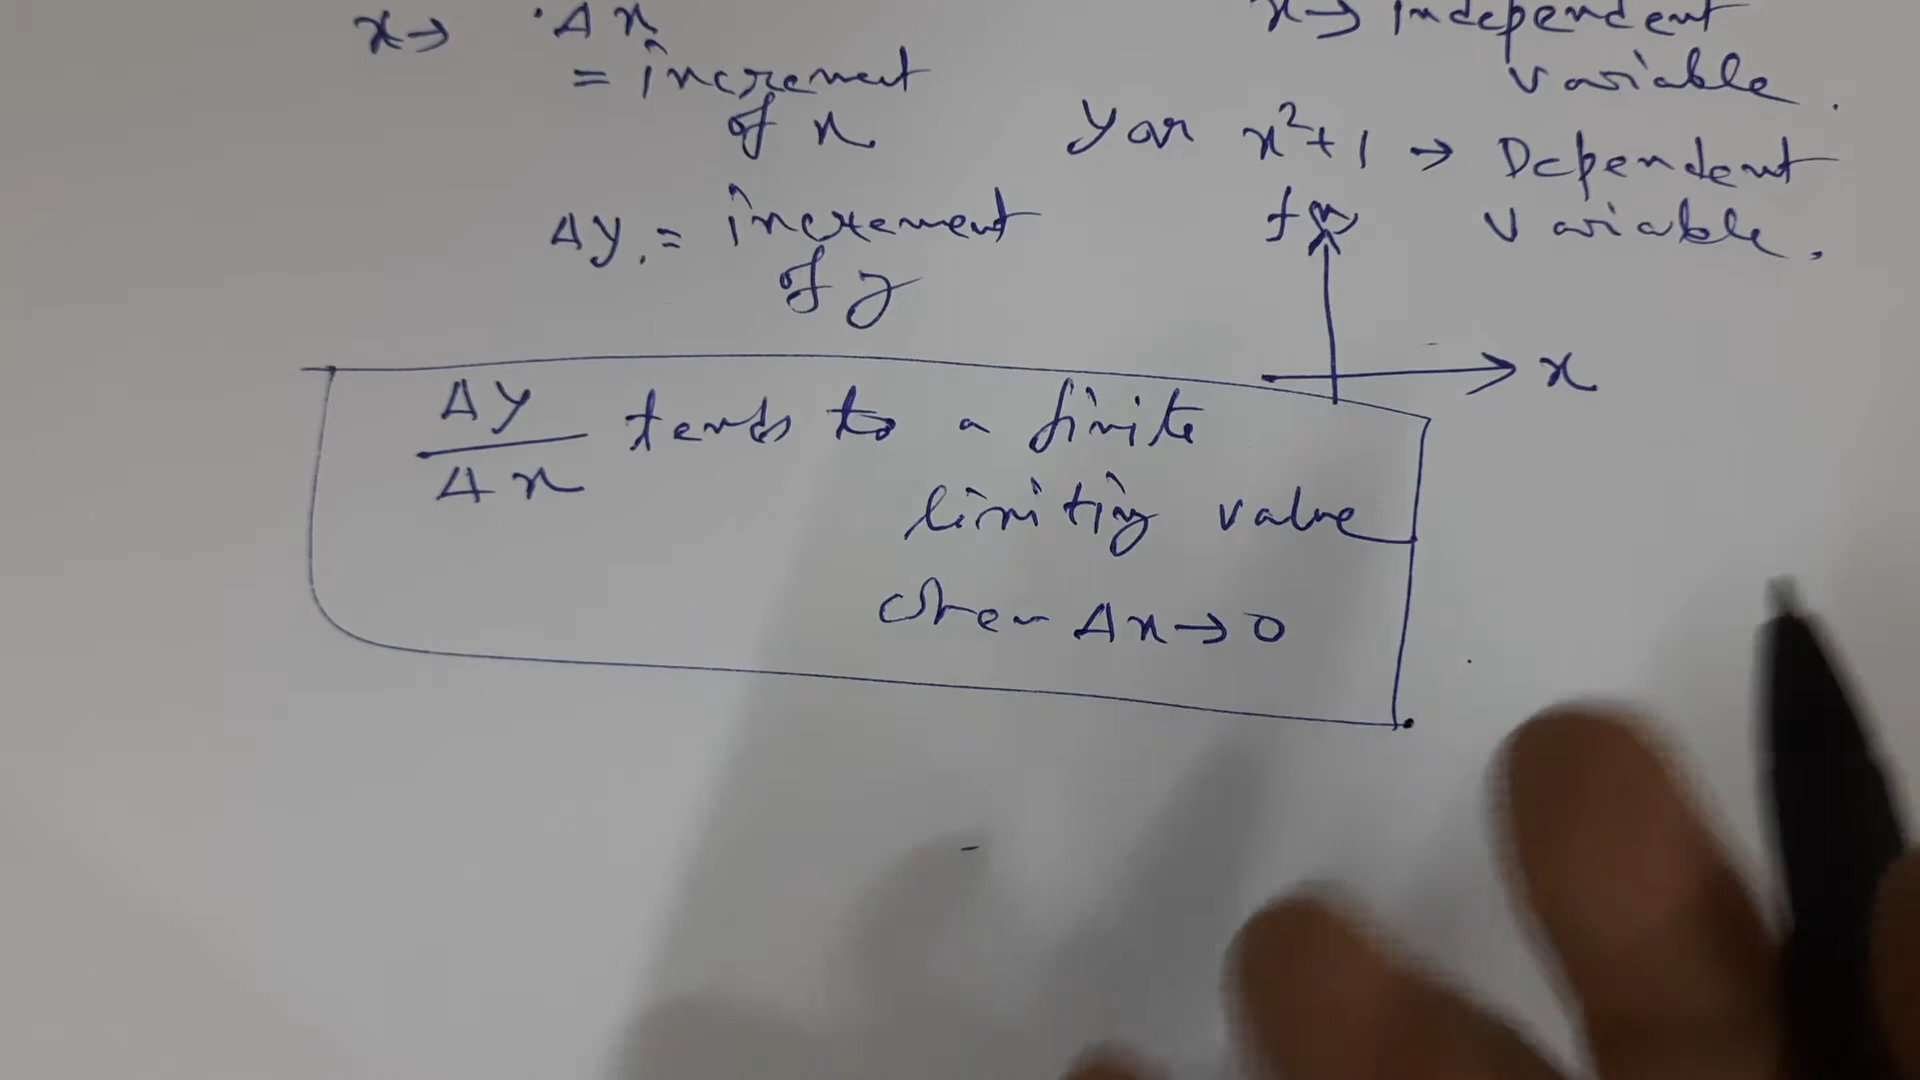 x→ Δx
= increment
of x
Δy = increment
of y
x→ independent
variable.
y or x²+1 → Dependent
variable.
f(x)
x
Δy/Δx tends to a finite
limiting value
when Δx→0